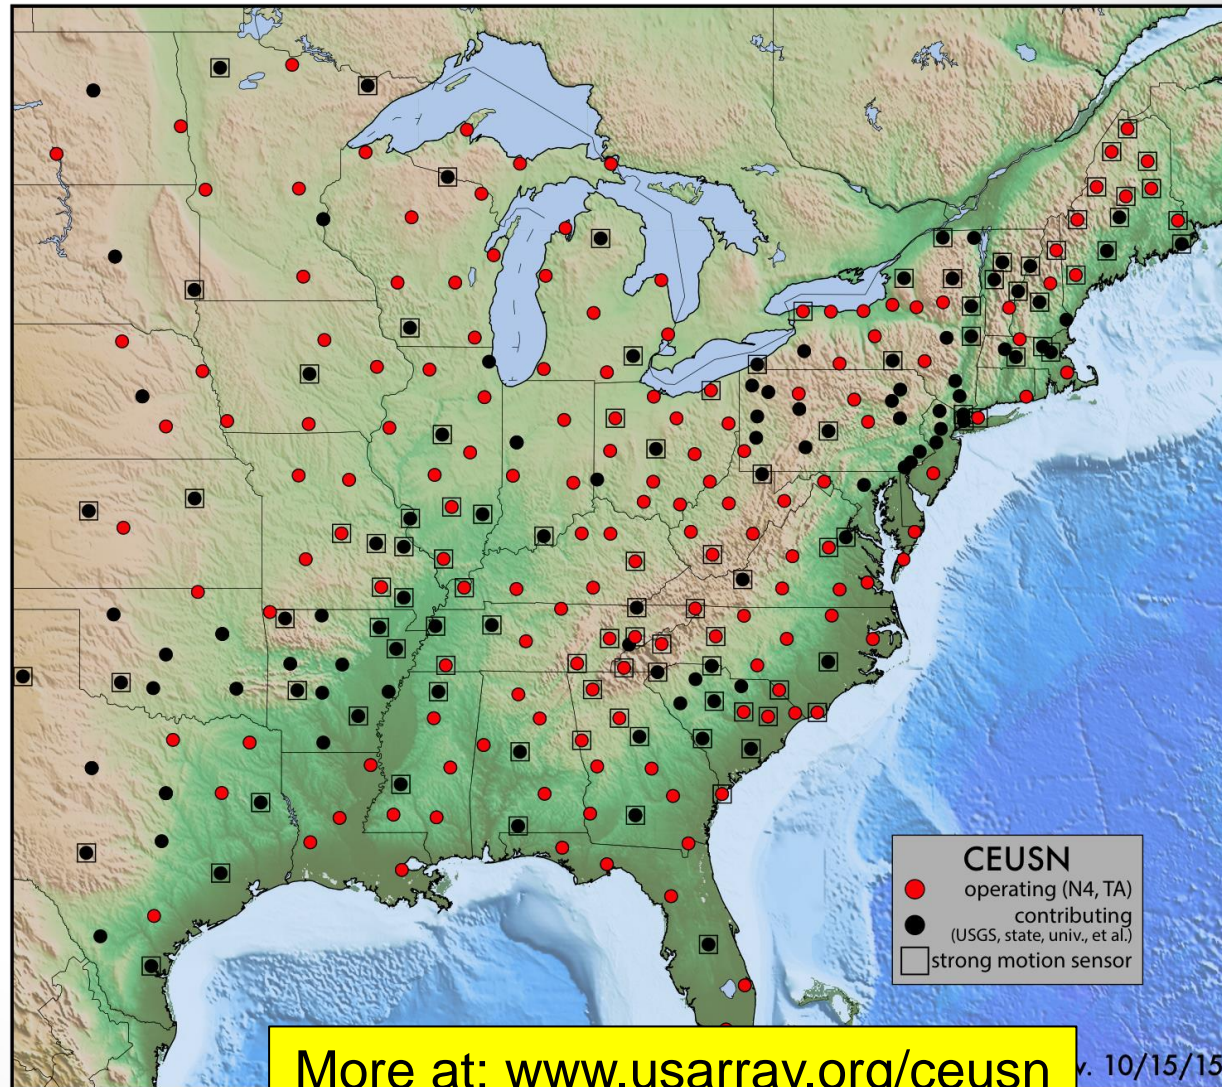 CEUSN
operating (N4, TA)
contributing
(USGS, state, univ., et al.)
strong motion sensor
More at: www.usarray.org/ceusn
v. 10/15/15